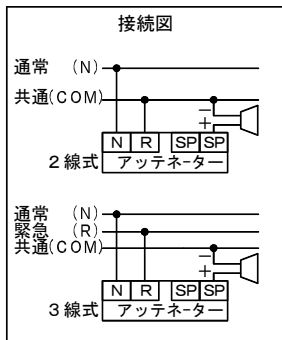 接続図
通常 (N)
共通(COM)
−
+
N R SP SP
2線式 アッテネーター
通常 (N)
緊急 (R)
共通(COM)
−
+
N R SP SP
3線式 アッテネーター